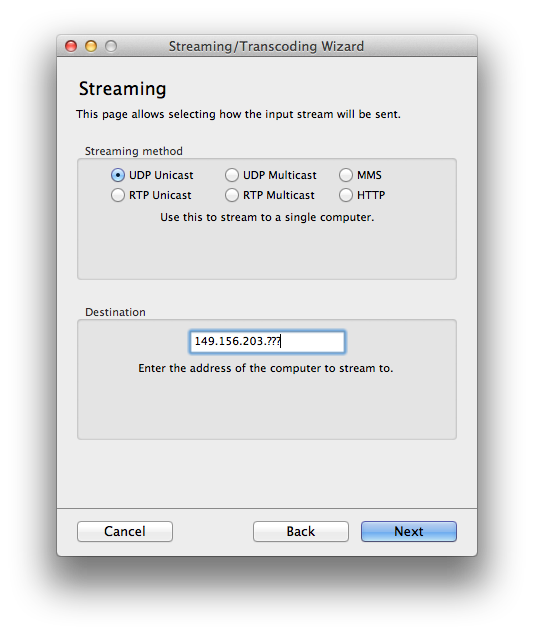 Streaming/Transcoding Wizard
Streaming
This page allows selecting how the input stream will be sent.
Streaming method
UDP Unicast UDP Multicast MMS
RTP Unicast RTP Multicast HTTP
Use this to stream to a single computer.
Destination
149.156.203.???
Enter the address of the computer to stream to.
Cancel Back Next